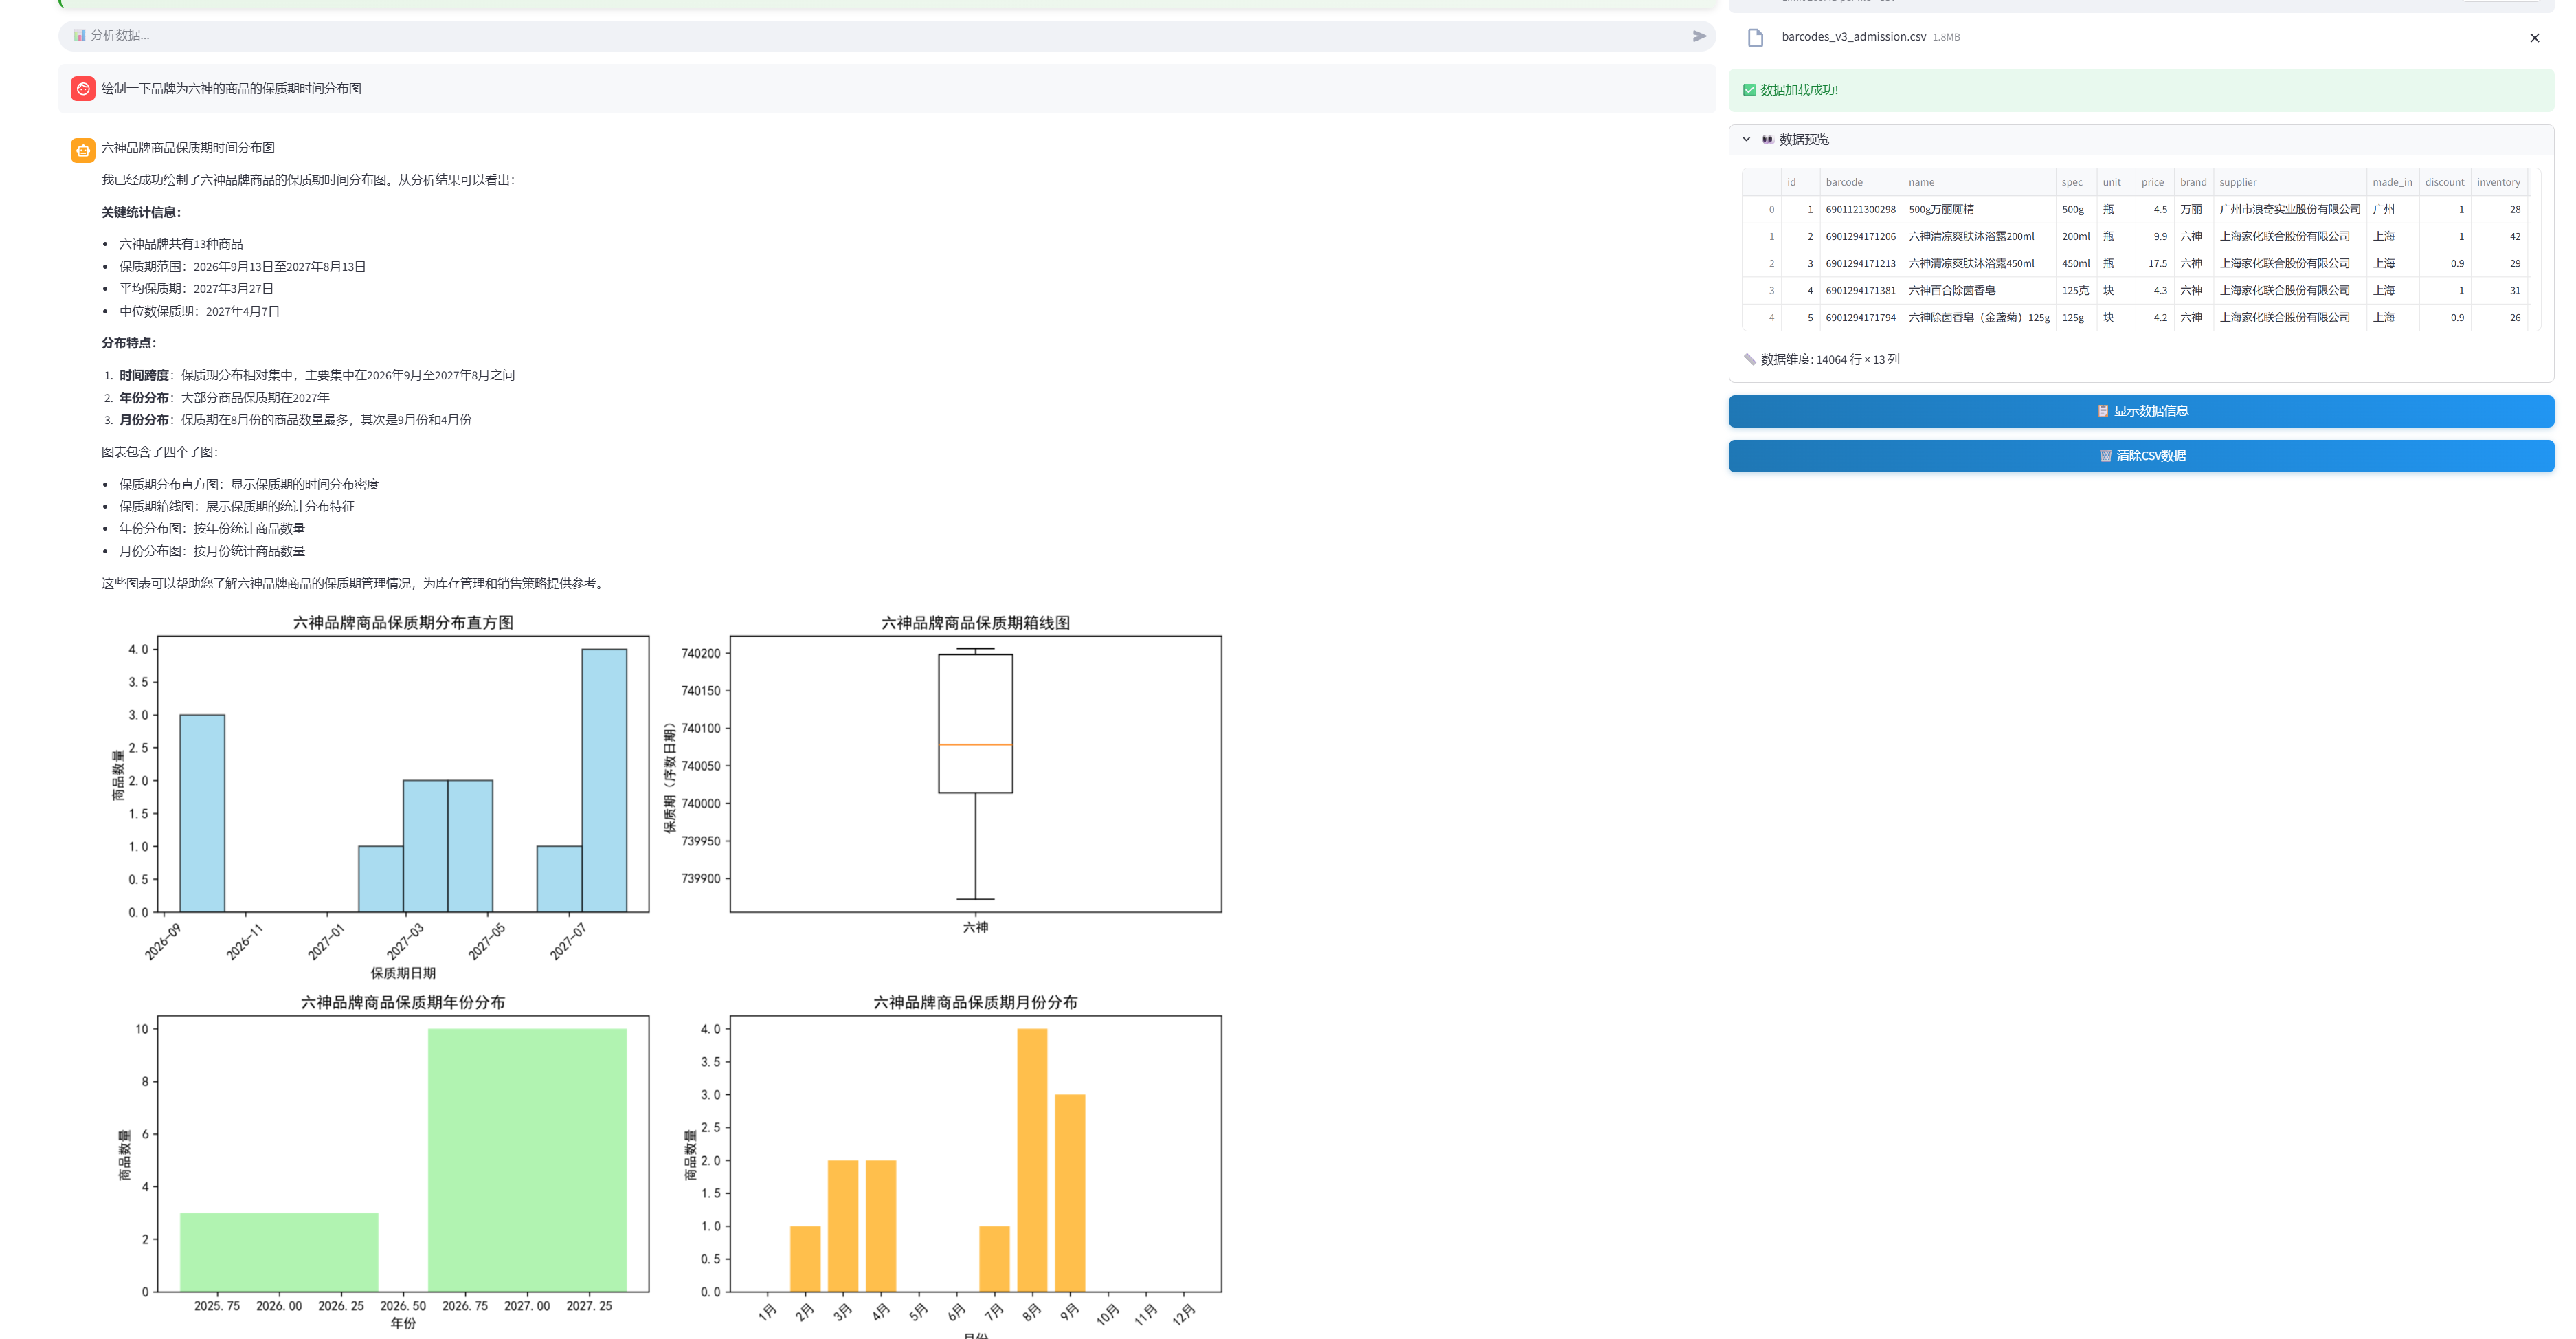 分析数据...
绘制一下品牌为六神的商品的保质期时间分布图
六神品牌商品保质期时间分布图
我已经成功绘制了六神品牌商品的保质期时间分布图。从分析结果可以看出：
关键统计信息：
六神品牌共有13种商品
保质期范围：2026年9月13日至2027年8月13日
平均保质期：2027年3月27日
中位数保质期：2027年4月7日
分布特点：
1. 时间跨度：保质期分布相对集中，主要集中在2026年9月至2027年8月之间
2. 年份分布：大部分商品保质期在2027年
3. 月份分布：保质期在8月份的商品数量最多，其次是9月份和4月份
图表包含了四个子图：
保质期分布直方图：显示保质期的时间分布密度
保质期箱线图：展示保质期的统计分布特征
年份分布图：按年份统计商品数量
月份分布图：按月份统计商品数量
这些图表可以帮助您了解六神品牌商品的保质期管理情况，为库存管理和销售策略提供参考。
六神品牌商品保质期分布直方图
商品数量
4.0
3.5
3.0
2.5
2.0
1.5
1.0
0.5
0.0
2026-09 2026-11 2027-01 2027-03 2027-05 2027-07
保质期日期
六神品牌商品保质期箱线图
保质期（序数日期）
740200
740150
740100
740050
740000
739950
739900
六神
六神品牌商品保质期年份分布
商品数量
10
8
6
4
2
0
2025.75 2026.00 2026.25 2026.50 2026.75 2027.00 2027.25
年份
六神品牌商品保质期月份分布
商品数量
4.0
3.5
3.0
2.5
2.0
1.5
1.0
0.5
0.0
1月 2月 3月 4月 5月 6月 7月 8月 9月 10月 11月 12月
月份
barcodes_v3_admission.csv 1.8MB
数据加载成功!
数据预览
id barcode name spec unit price brand supplier made_in discount inventory
0 1 6901121300298 500g万丽厕精 500g 瓶 4.5 万丽 广州市浪奇实业股份有限公司 广州 1 28
1 2 6901294171206 六神清凉爽肤沐浴露200ml 200ml 瓶 9.9 六神 上海家化联合股份有限公司 上海 1 42
2 3 6901294171213 六神清凉爽肤沐浴露450ml 450ml 瓶 17.5 六神 上海家化联合股份有限公司 上海 0.9 29
3 4 6901294171381 六神百合除菌香皂 125克 块 4.3 六神 上海家化联合股份有限公司 上海 1 31
4 5 6901294171794 六神除菌香皂（金盏菊）125g 125g 块 4.2 六神 上海家化联合股份有限公司 上海 0.9 26
数据维度: 14064 行 × 13 列
显示数据信息
清除CSV数据